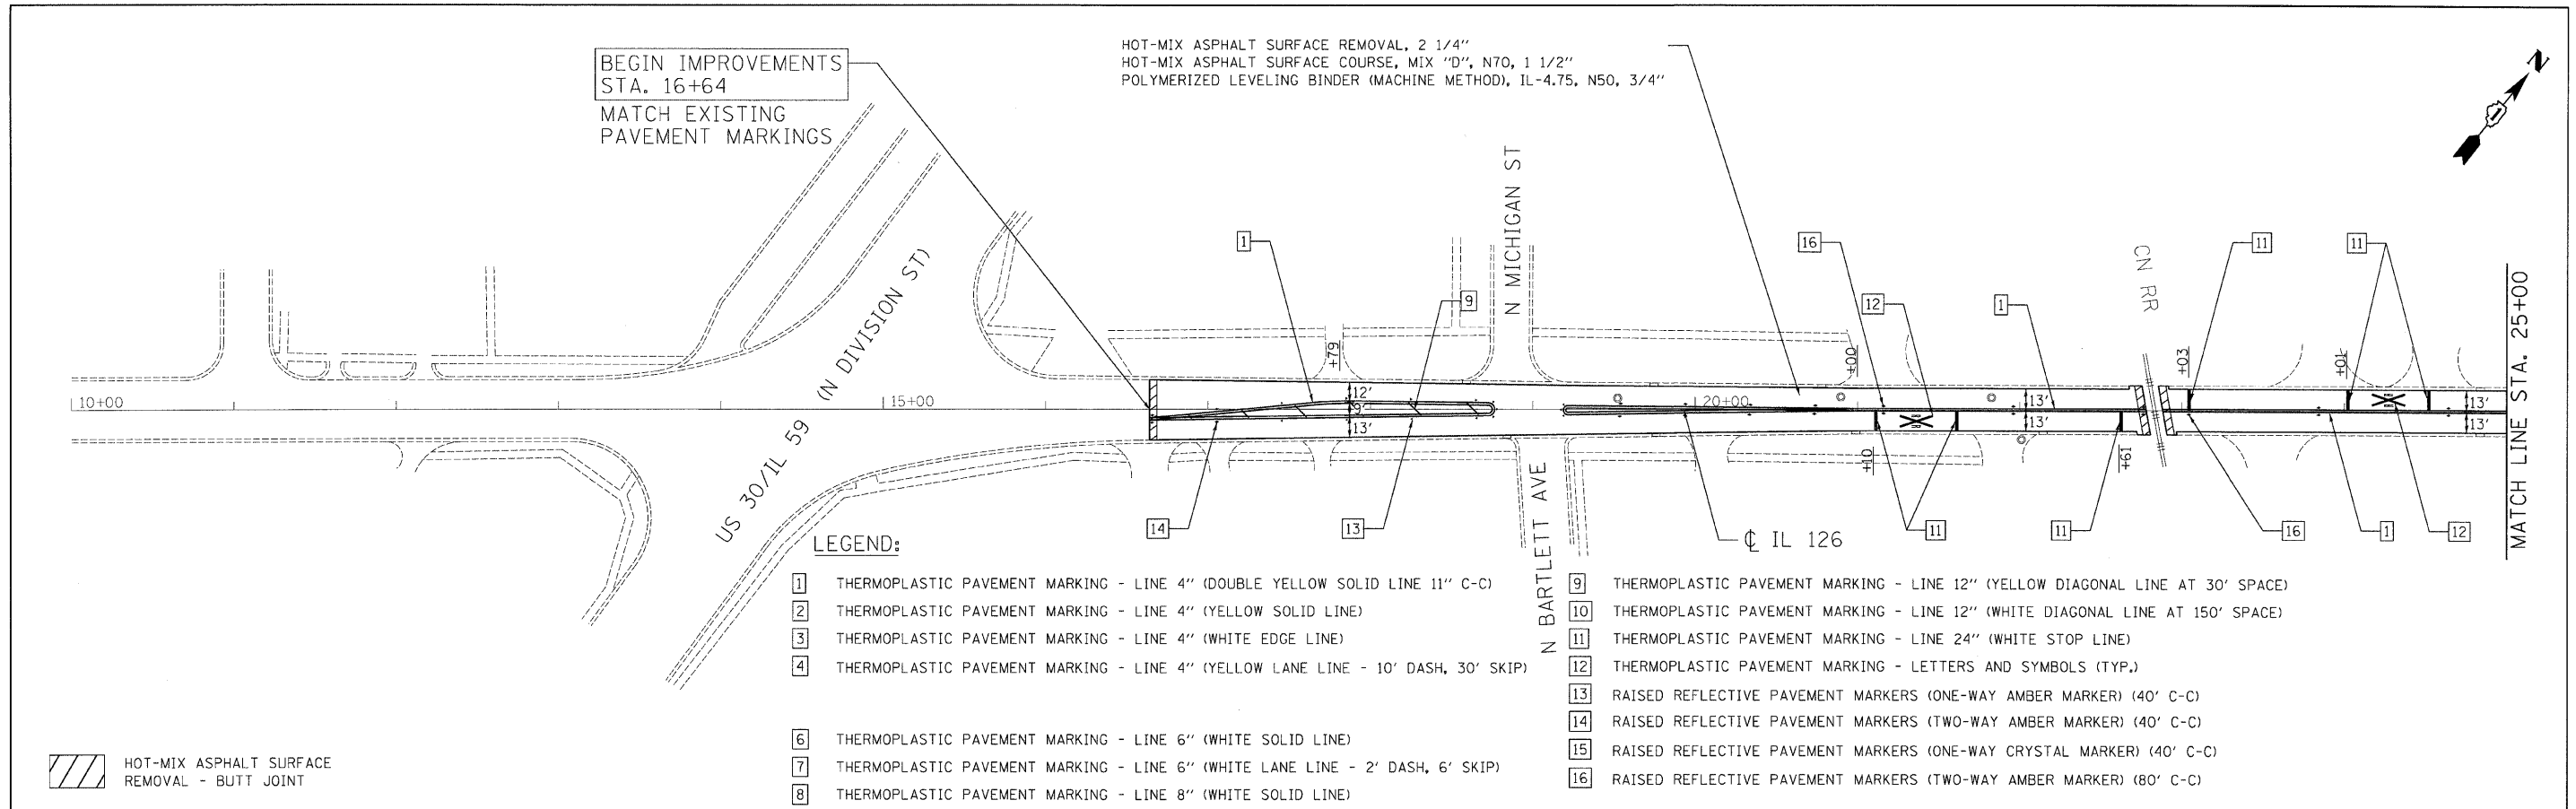 BEGIN IMPROVEMENTS
STA. 16+64
MATCH EXISTING
PAVEMENT MARKINGS
HOT-MIX ASPHALT SURFACE REMOVAL, 2 1/4"
HOT-MIX ASPHALT SURFACE COURSE, MIX "D", N70, 1 1/2"
POLYMERIZED LEVELING BINDER (MACHINE METHOD), IL-4.75, N50, 3/4"
N
1
N MICHIGAN ST
1
16
11
11
9
12
1
CN RR
MATCH LINE STA. 25+00
US 30/IL 59 (N DIVISION ST)
+79
+00
+03
+01
10+00
15+00
20+00
12'
9'
13'
13'
13'
13'
13'
+10
+61
14
13
11
11
16
1
12
℄ IL 126
N BARTLETT AVE
LEGEND:
1 THERMOPLASTIC PAVEMENT MARKING - LINE 4" (DOUBLE YELLOW SOLID LINE 11" C-C)
2 THERMOPLASTIC PAVEMENT MARKING - LINE 4" (YELLOW SOLID LINE)
3 THERMOPLASTIC PAVEMENT MARKING - LINE 4" (WHITE EDGE LINE)
4 THERMOPLASTIC PAVEMENT MARKING - LINE 4" (YELLOW LANE LINE - 10' DASH, 30' SKIP)
6 THERMOPLASTIC PAVEMENT MARKING - LINE 6" (WHITE SOLID LINE)
7 THERMOPLASTIC PAVEMENT MARKING - LINE 6" (WHITE LANE LINE - 2' DASH, 6' SKIP)
8 THERMOPLASTIC PAVEMENT MARKING - LINE 8" (WHITE SOLID LINE)
9 THERMOPLASTIC PAVEMENT MARKING - LINE 12" (YELLOW DIAGONAL LINE AT 30' SPACE)
10 THERMOPLASTIC PAVEMENT MARKING - LINE 12" (WHITE DIAGONAL LINE AT 150' SPACE)
11 THERMOPLASTIC PAVEMENT MARKING - LINE 24" (WHITE STOP LINE)
12 THERMOPLASTIC PAVEMENT MARKING - LETTERS AND SYMBOLS (TYP.)
13 RAISED REFLECTIVE PAVEMENT MARKERS (ONE-WAY AMBER MARKER) (40' C-C)
14 RAISED REFLECTIVE PAVEMENT MARKERS (TWO-WAY AMBER MARKER) (40' C-C)
15 RAISED REFLECTIVE PAVEMENT MARKERS (ONE-WAY CRYSTAL MARKER) (40' C-C)
16 RAISED REFLECTIVE PAVEMENT MARKERS (TWO-WAY AMBER MARKER) (80' C-C)
HOT-MIX ASPHALT SURFACE
REMOVAL - BUTT JOINT